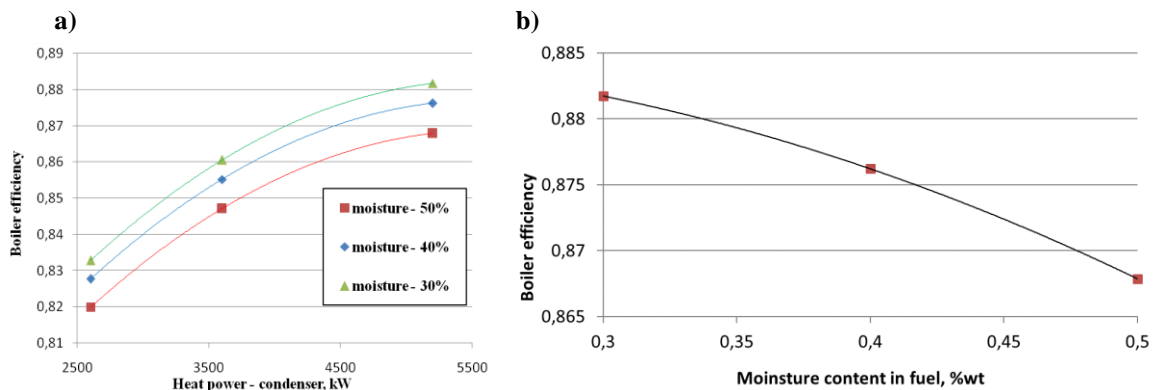 a)
0,89
0,88
0,87
0,86
0,85
0,84
0,83
0,82
0,81
Boiler efficiency
2500
3500
4500
5500
Heat power - condenser, kW
moisture - 50%
moisture - 40%
moisture - 30%
b)
0,885
0,88
0,875
0,87
0,865
Boiler efficiency
0,3
0,35
0,4
0,45
0,5
Moinsture content in fuel, %wt